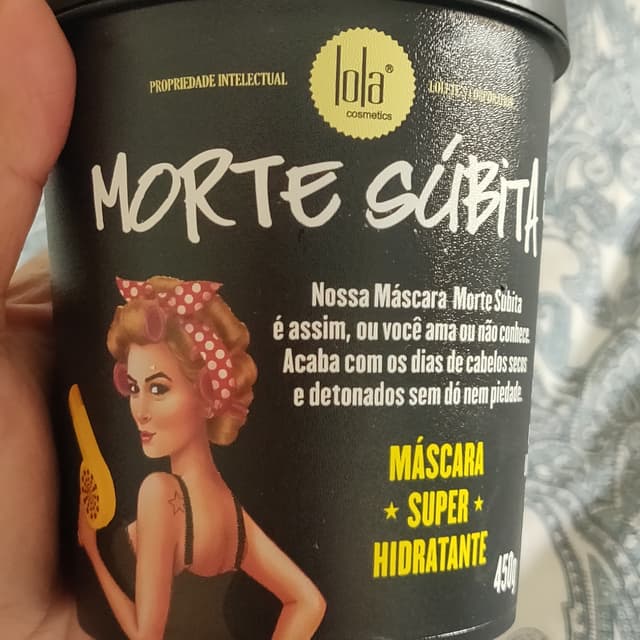 PROPRIEDADE INTELECTUAL
lola®
cosmetics
MORTE SÚBITA
Nossa Máscara Morte Súbita
é assim, ou você ama ou não conhece.
Acaba com os dias de cabelos secos
e detonados sem dó nem piedade.
MÁSCARA
★ SUPER ★
HIDRATANTE
450g